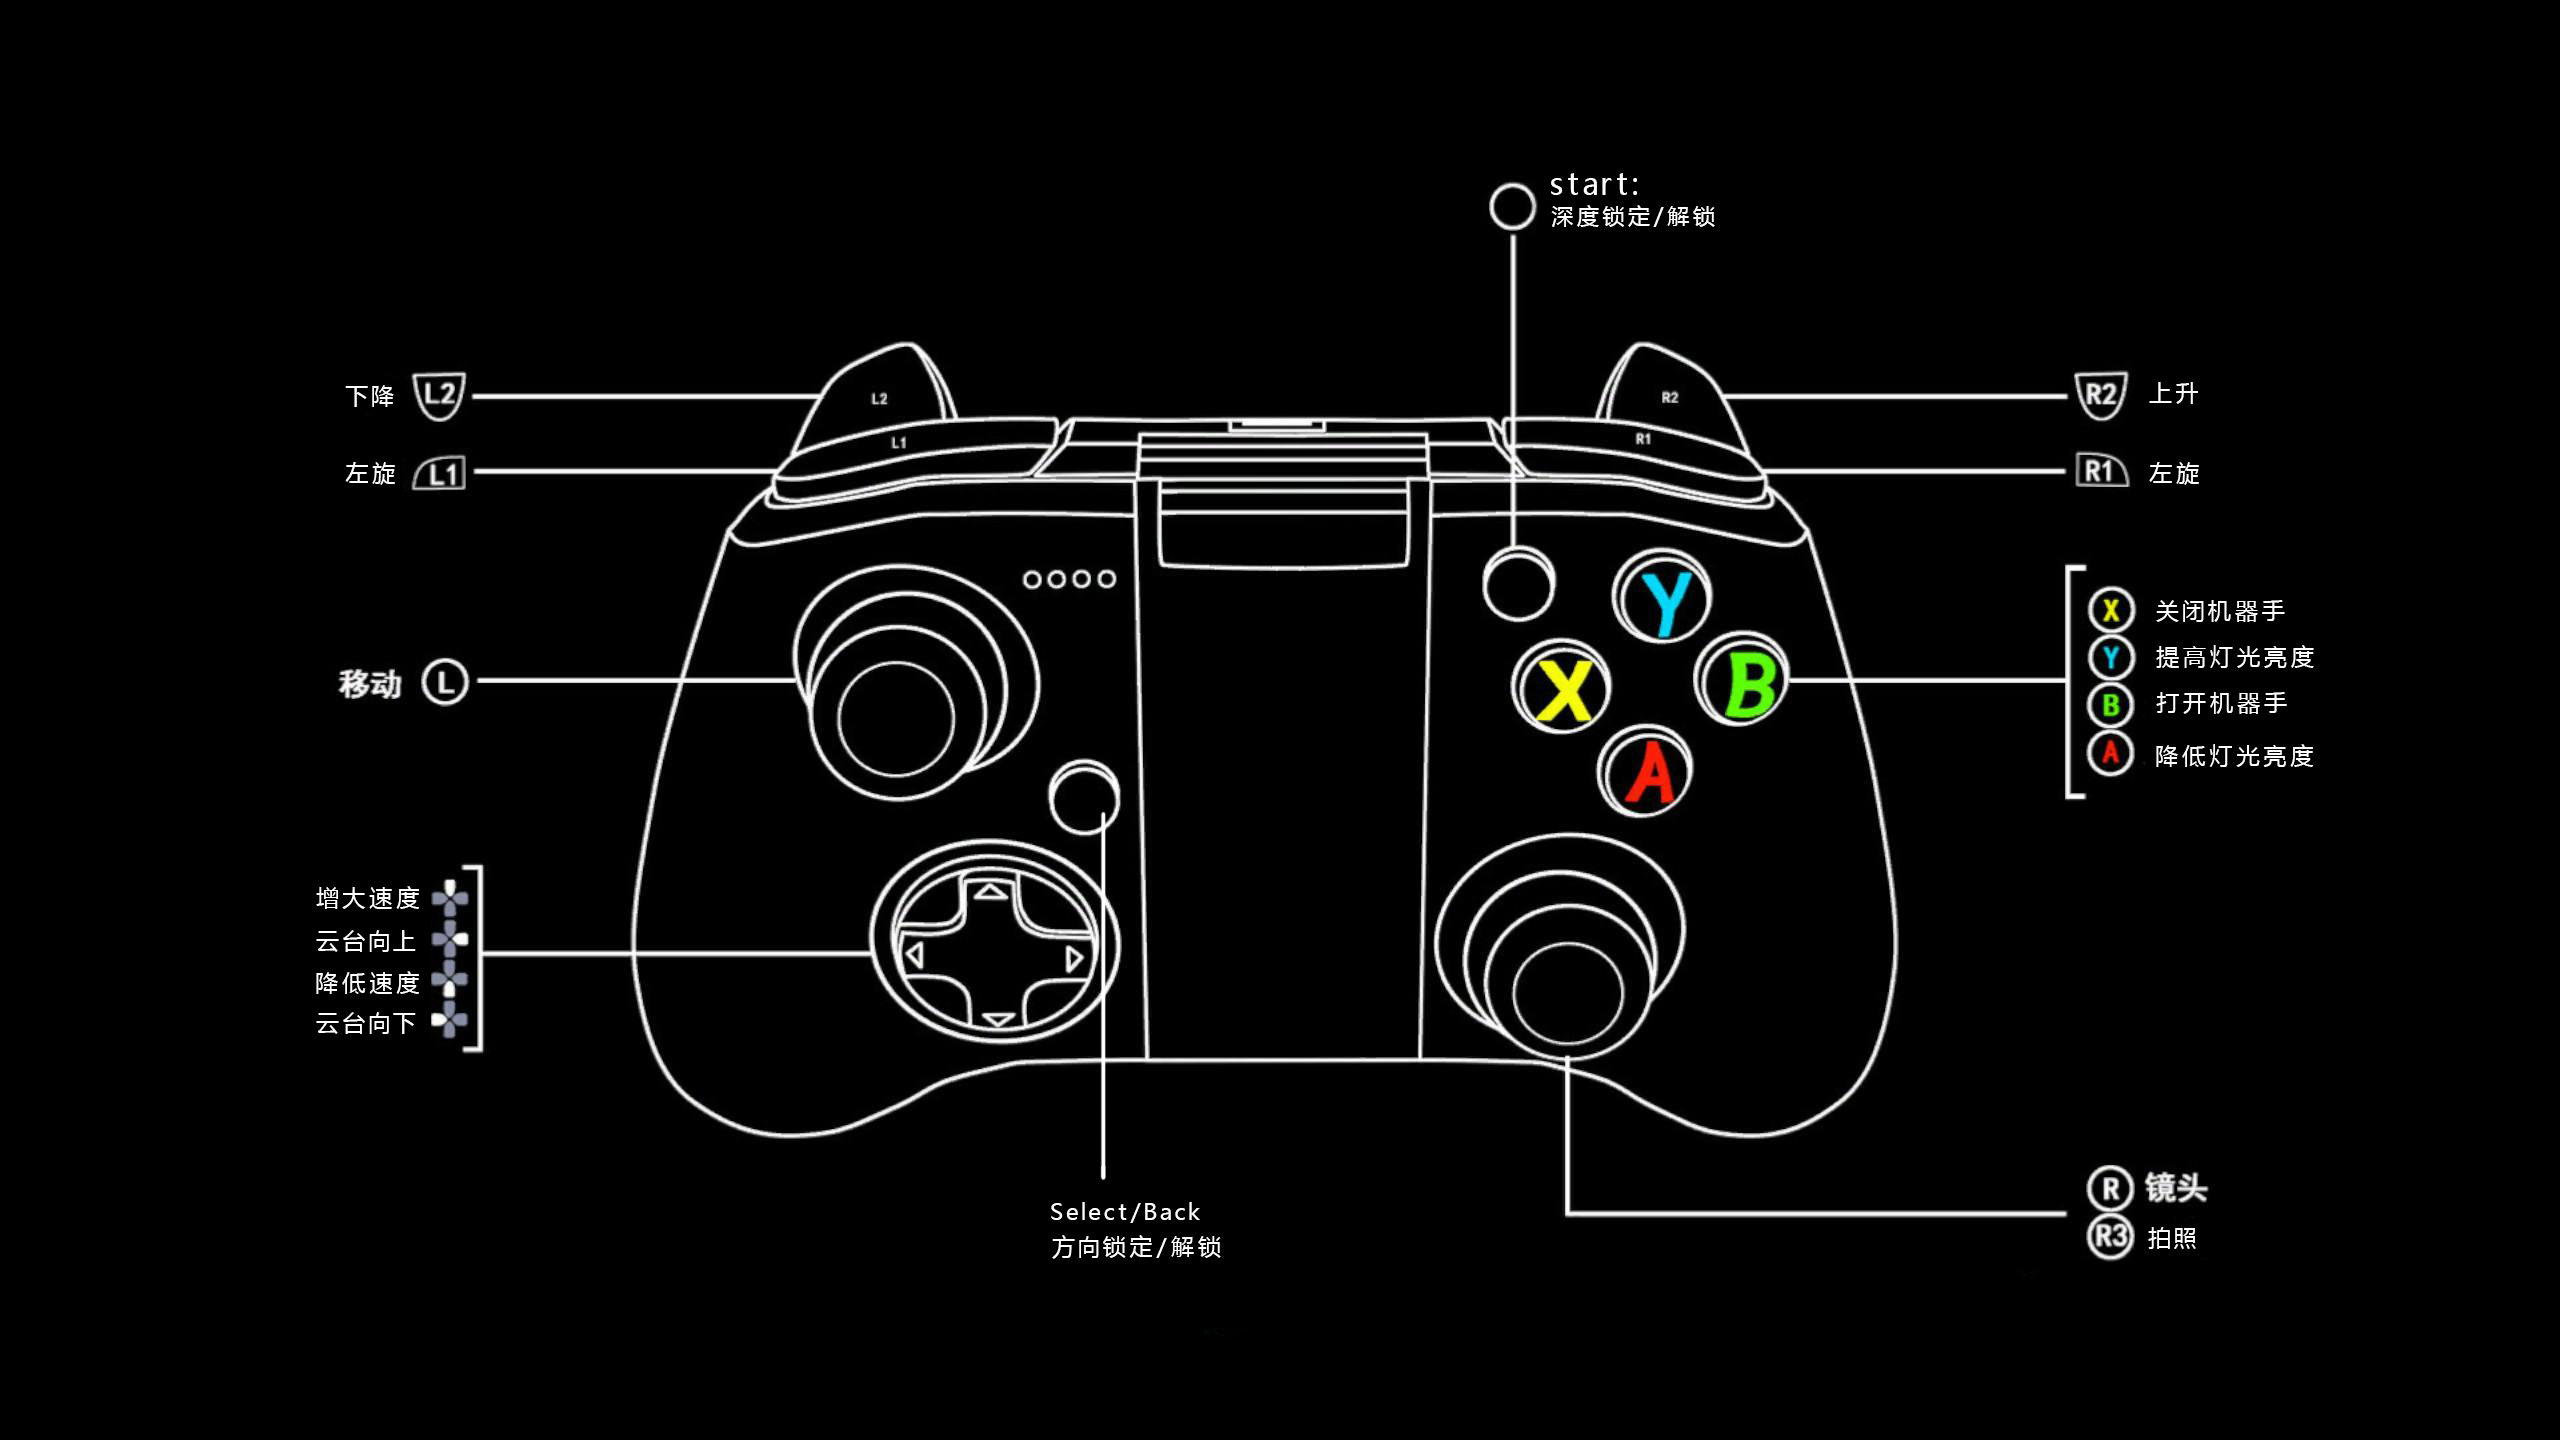 start:
深度锁定/解锁
下降 L2
L2
R2
R2 上升
左旋 L1
L1
R1
R1 左旋
移动 L
Y
X
B
A
X 关闭机器手
Y 提高灯光亮度
B 打开机器手
A 降低灯光亮度
增大速度
云台向上
降低速度
云台向下
Select/Back
方向锁定/解锁
R 镜头
R3 拍照